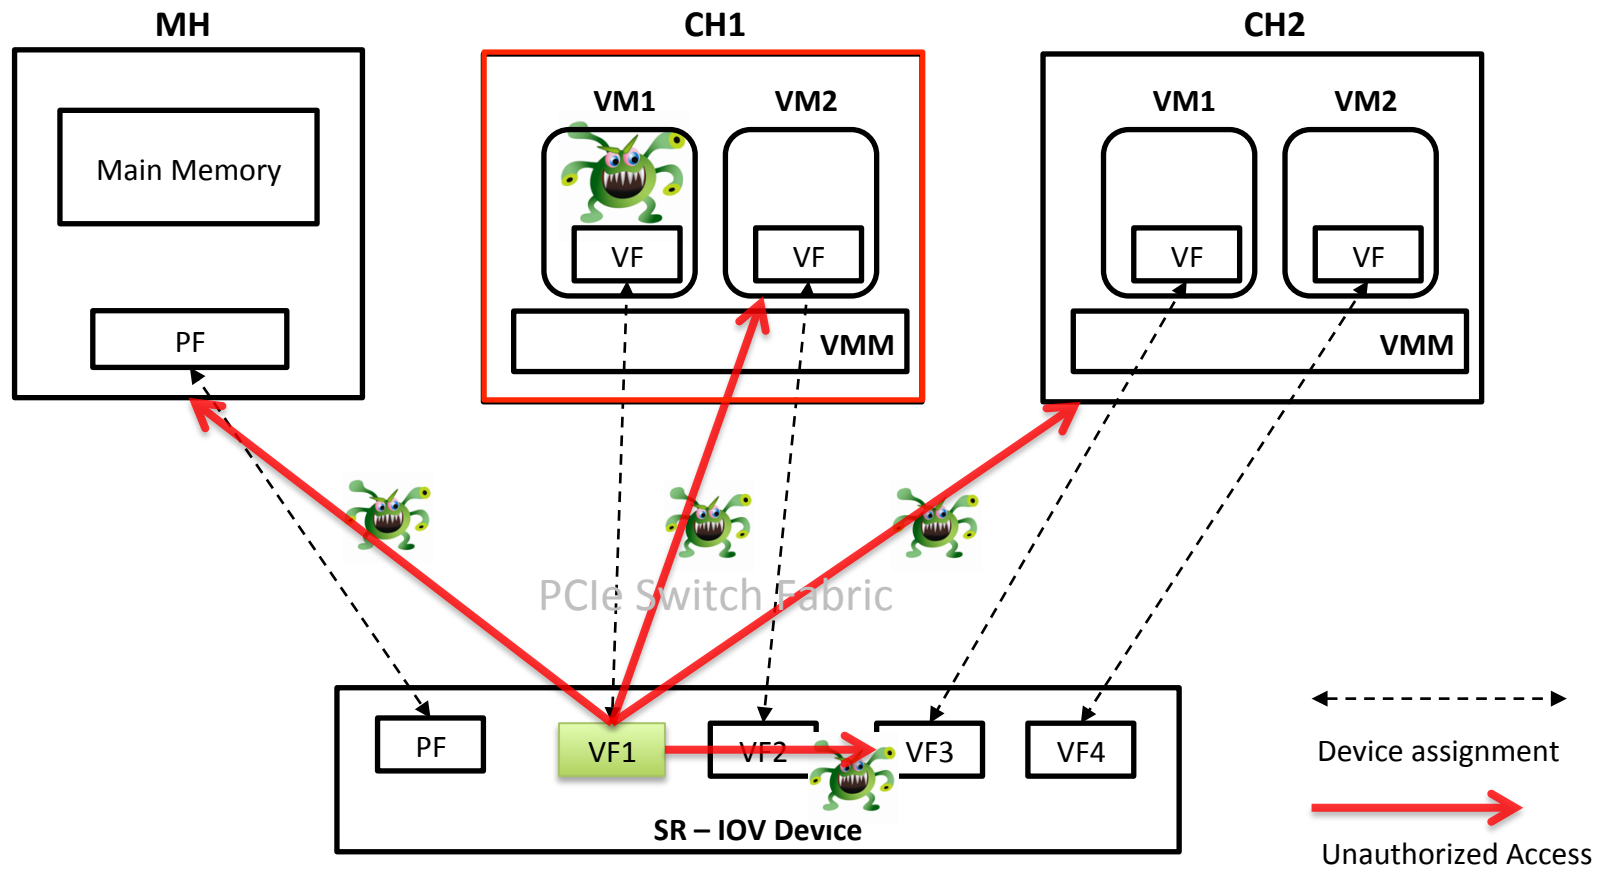 MH
CH1
CH2
VM1
VM2
VM1
VM2
Main Memory
VF
VF
VF
VF
PF
VMM
VMM
PCIe Switch Fabric
PF
VF1
VF2
VF3
VF4
SR – IOV Device
Device assignment
Unauthorized Access